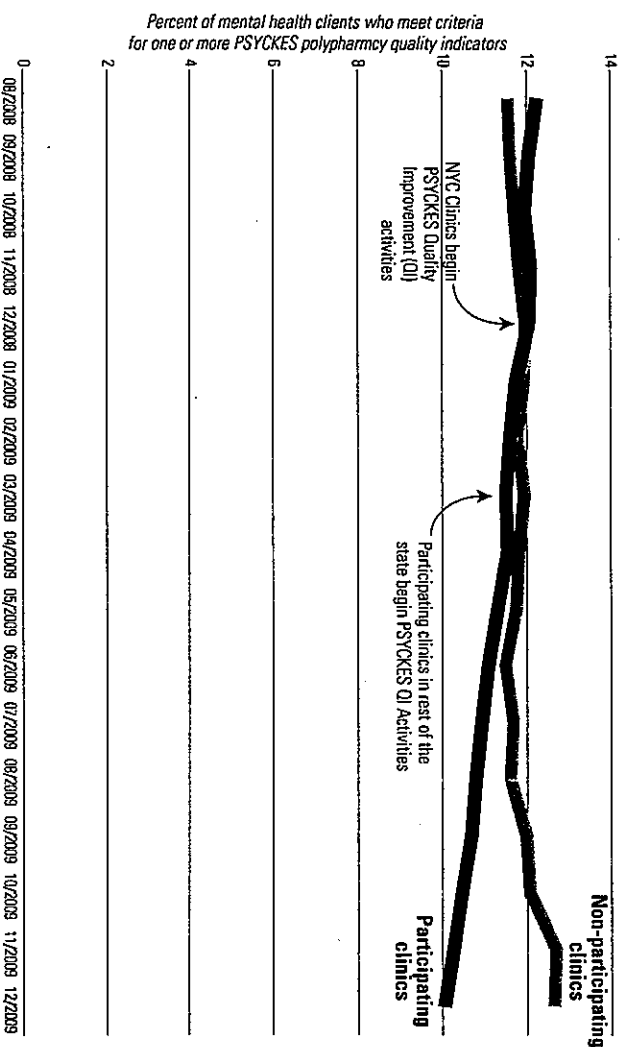 Percent of mental health clients who meet criteria
for one or more PSYCKES polypharmcy quality indicators
14
12
10
8
6
4
2
0
NYC Clinics begin
PSYCKES Quality
Improvement (QI)
activities
Participating clinics in rest of the
state begin PSYCKES QI Activities
Non-participating
clinics
Participating
clinics
08/2008 09/2008 10/2008 11/2008 12/2008 01/2009 02/2009 03/2009 04/2009 05/2009 06/2009 07/2009 08/2009 09/2009 10/2009 11/2009 12/2009